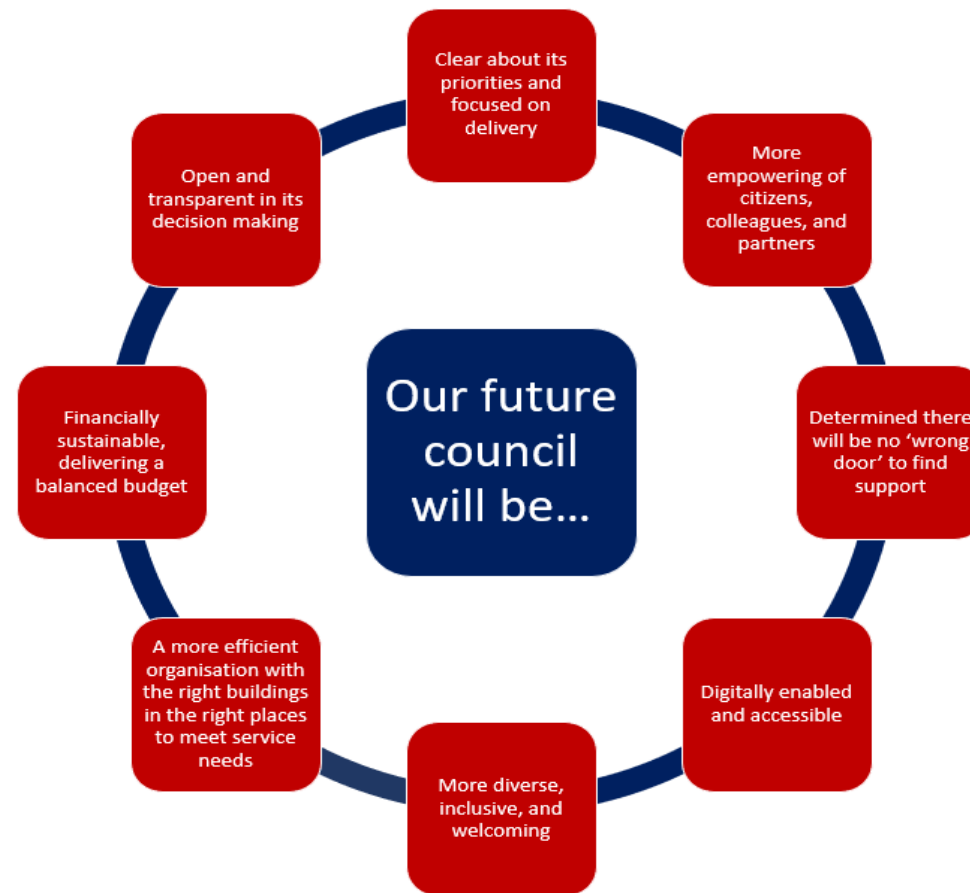 Clear about its
priorities and
focused on
delivery
More
empowering of
citizens,
colleagues, and
partners
Determined there
will be no ‘wrong
door’ to find
support
Digitally enabled
and accessible
More diverse,
inclusive, and
welcoming
A more efficient
organisation with
the right buildings
in the right places
to meet service
needs
Financially
sustainable,
delivering a
balanced budget
Open and
transparent in its
decision making
Our future
council
will be...